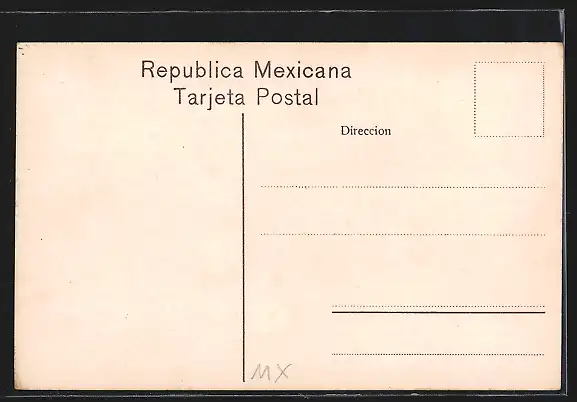 Republica Mexicana
Tarjeta Postal
Direccion
MX